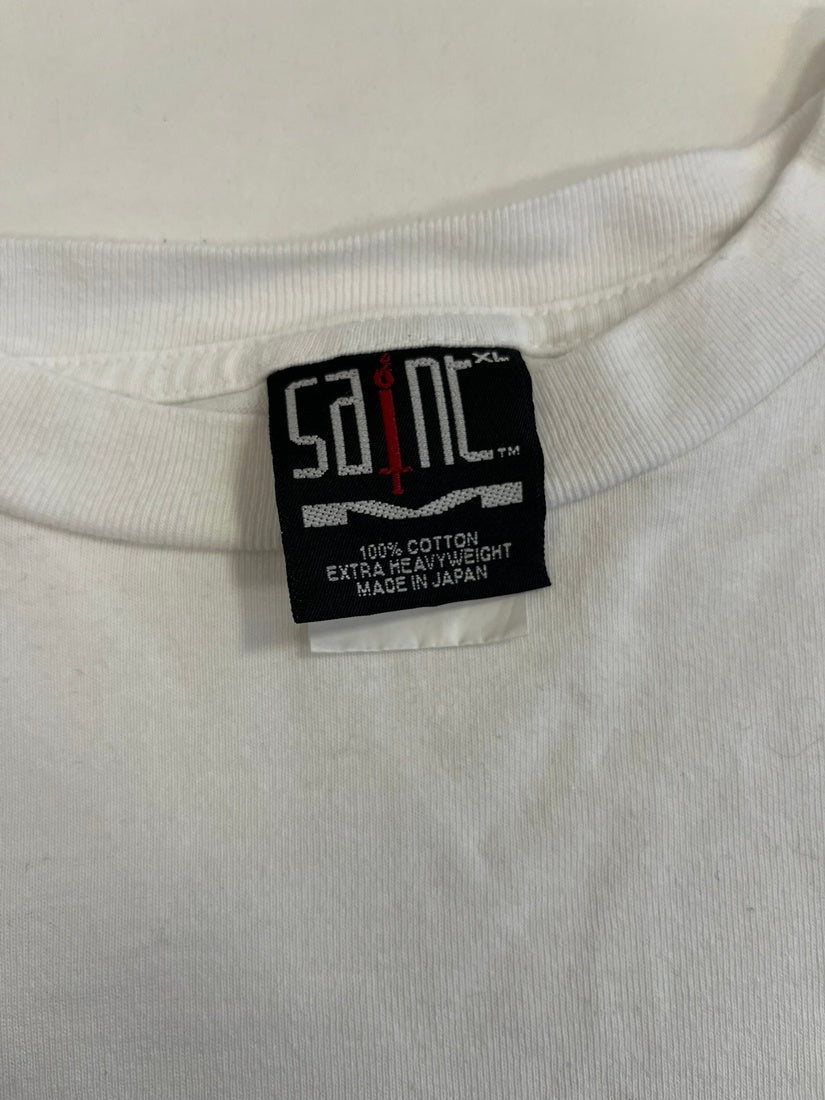 saint XL
™
100% COTTON
EXTRA HEAVYWEIGHT
MADE IN JAPAN